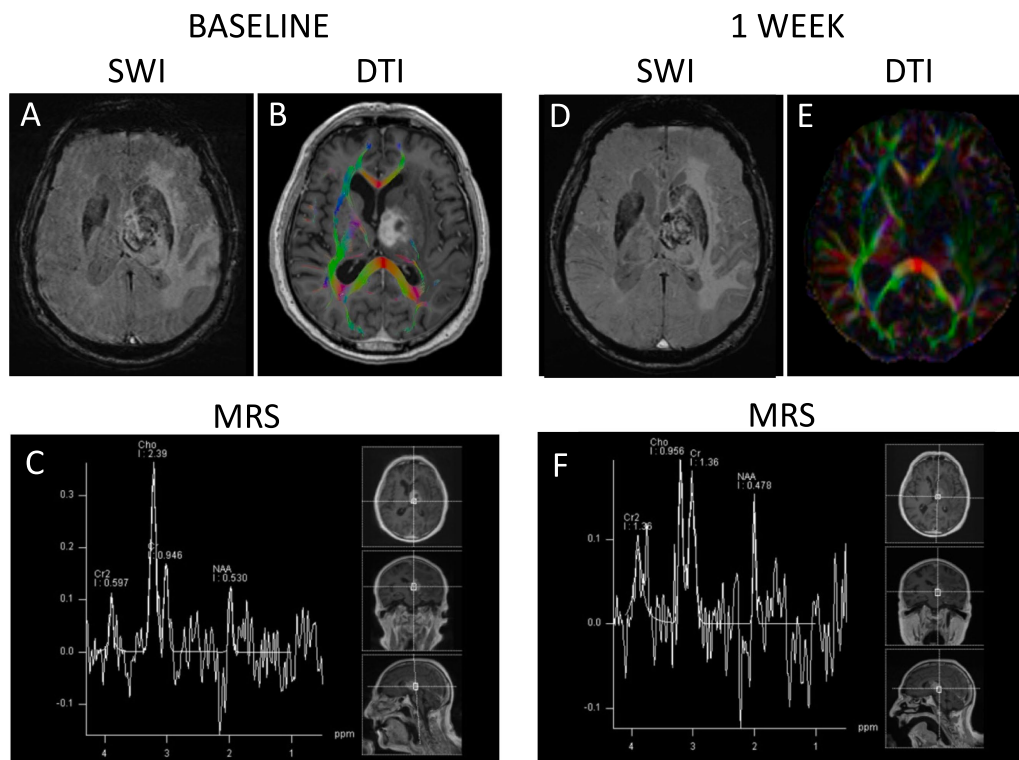 BASELINE
1 WEEK
SWI
DTI
SWI
DTI
A
B
D
E
MRS
MRS
C
Cho
I : 2.39
0.3
0.2
I : 0.946
Cr2
I : 0.597
NAA
I : 0.530
0.1
0.0
-0.1
ppm
4
3
2
1
F
Cho
I : 0.956
Cr
I : 1.36
NAA
I : 0.478
Cr2
I : 1.36
0.1
0.0
-0.1
ppm
4
3
2
1